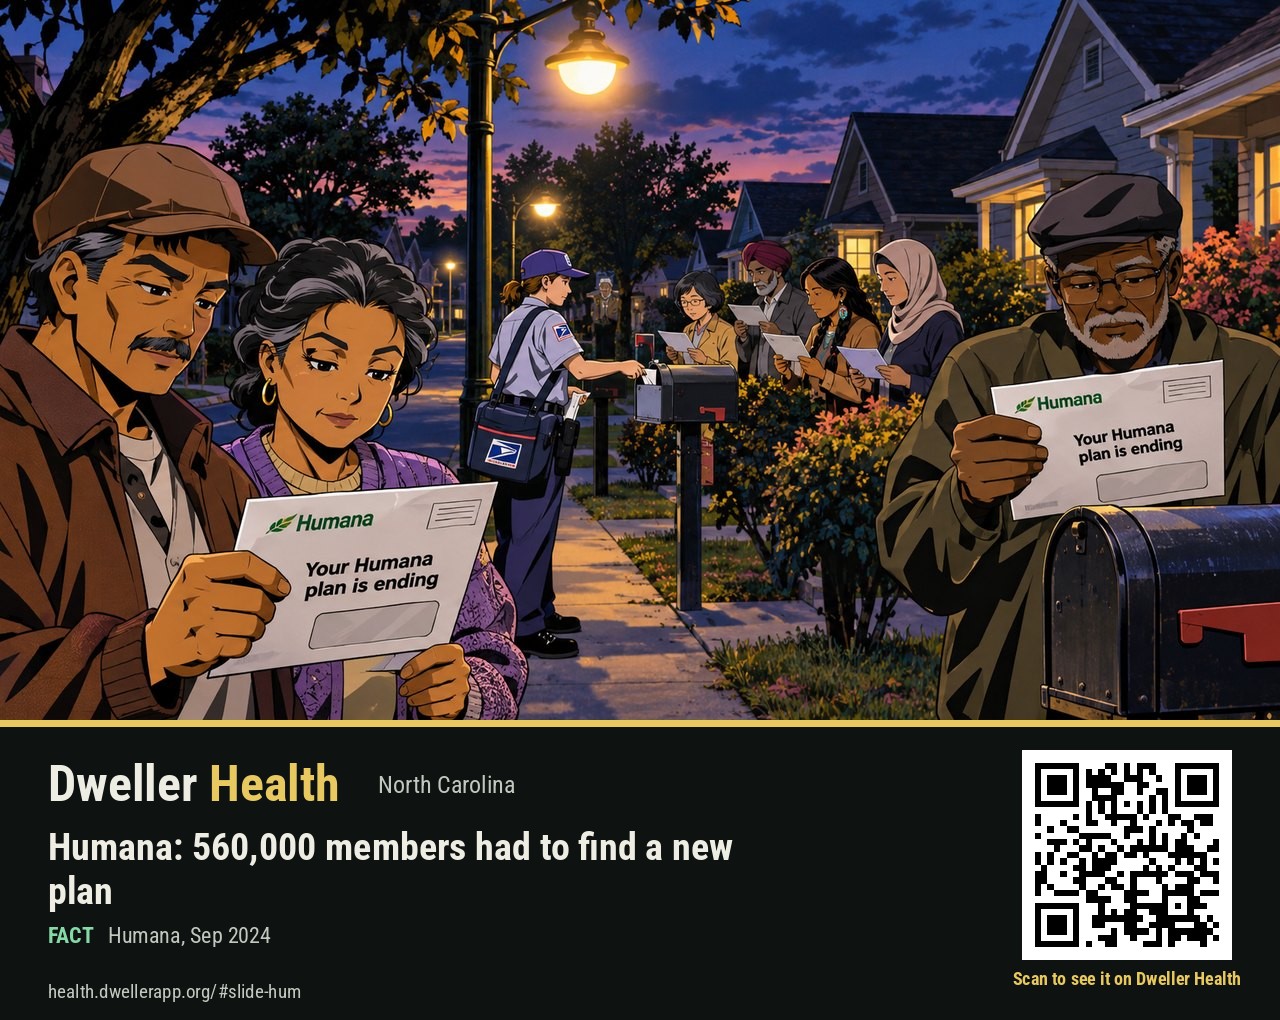 Humana
Your Humana
plan is ending
Humana
Your Humana
plan is ending
Dweller Health
North Carolina
Humana: 560,000 members had to find a new
plan
FACT Humana, Sep 2024
health.dwellerapp.org/#slide-hum
Scan to see it on Dweller Health